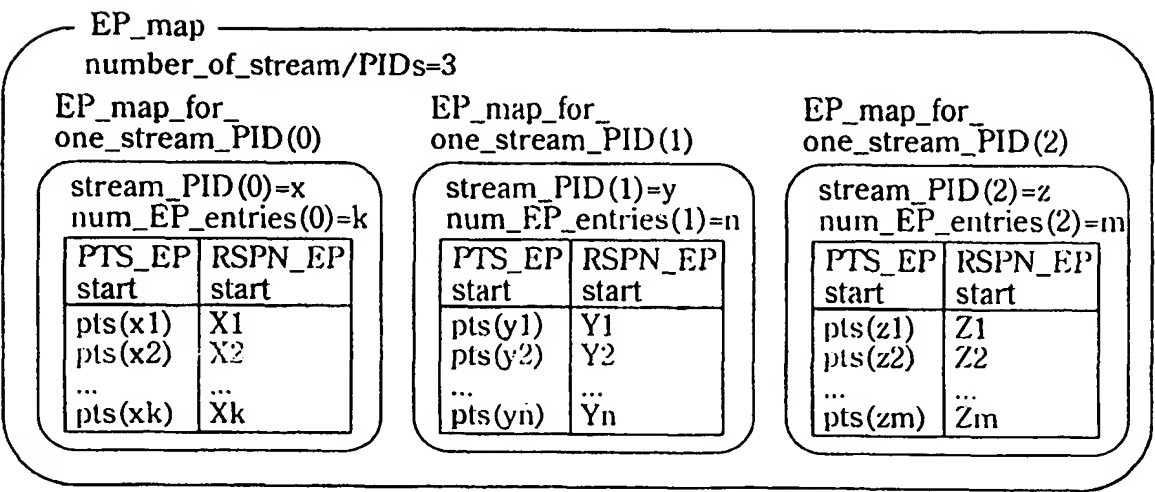 EP_map
number_of_stream/PIDs=3
EP_map_for_
one_stream_PID(0)
stream_PID(0)=x
num_EP_entries(0)=k
PTS_EP RSPN_EP
start start
pts(x1) X1
pts(x2) X2
... ...
pts(xk) Xk
EP_map_for_
one_stream_PID(1)
stream_PID(1)=y
num_EP_entries(1)=n
PTS_EP RSPN_EP
start start
pts(y1) Y1
pts(y2) Y2
... ...
pts(yn) Yn
EP_map_for_
one_stream_PID(2)
stream_PID(2)=z
num_EP_entries(2)=m
PTS_EP RSPN_EP
start start
pts(z1) Z1
pts(z2) Z2
... ...
pts(zm) Zm